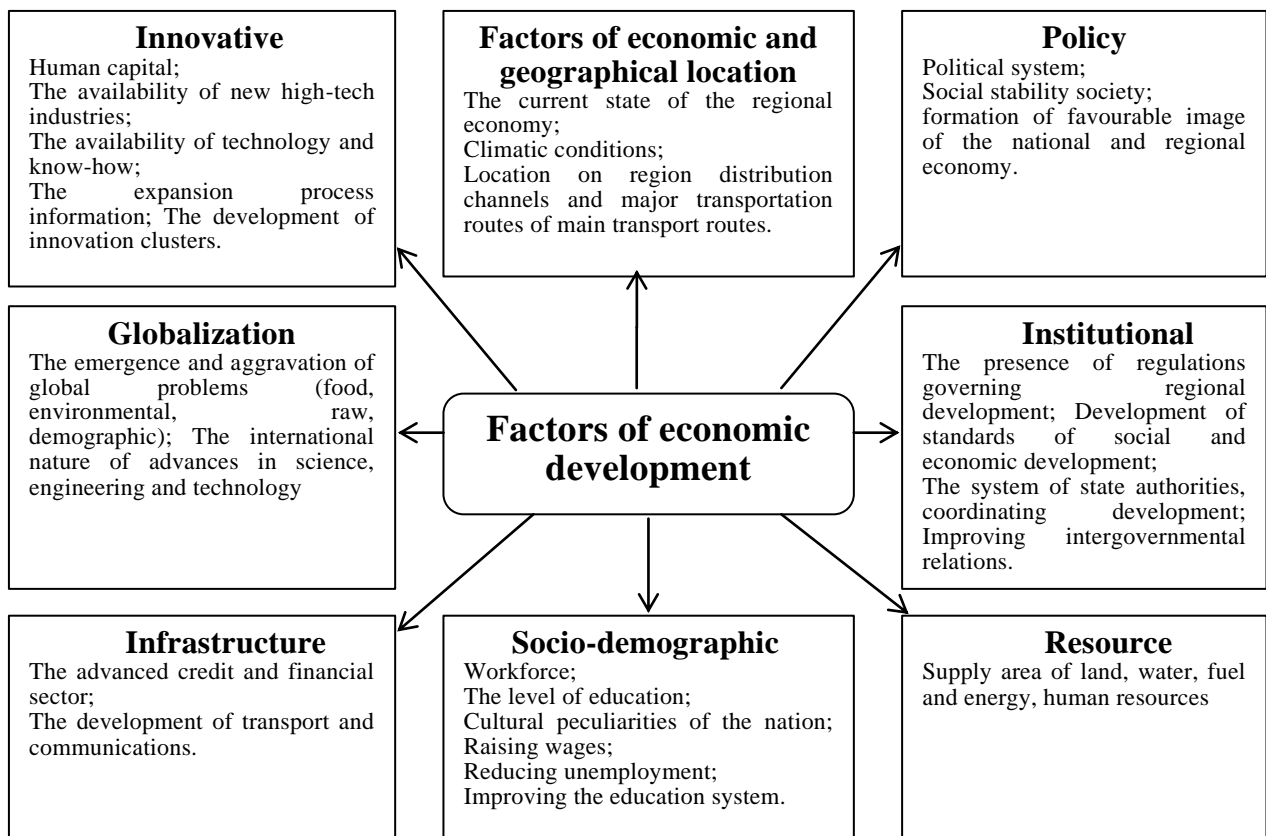 Innovative
Human capital;
The availability of new high-tech
industries;
The availability of technology and
know-how;
The expansion process
information; The development of
innovation clusters.
Factors of economic and
geographical location
The current state of the regional
economy;
Climatic conditions;
Location on region distribution
channels and major transportation
routes of main transport routes.
Policy
Political system;
Social stability society;
formation of favourable image
of the national and regional
economy.
Globalization
The emergence and aggravation of
global problems (food,
environmental, raw,
demographic); The international
nature of advances in science,
engineering and technology
Factors of economic
development
Institutional
The presence of regulations
governing regional
development; Development of
standards of social and
economic development;
The system of state authorities,
coordinating development;
Improving intergovernmental
relations.
Infrastructure
The advanced credit and financial
sector;
The development of transport and
communications.
Socio-demographic
Workforce;
The level of education;
Cultural peculiarities of the nation;
Raising wages;
Reducing unemployment;
Improving the education system.
Resource
Supply area of land, water, fuel
and energy, human resources